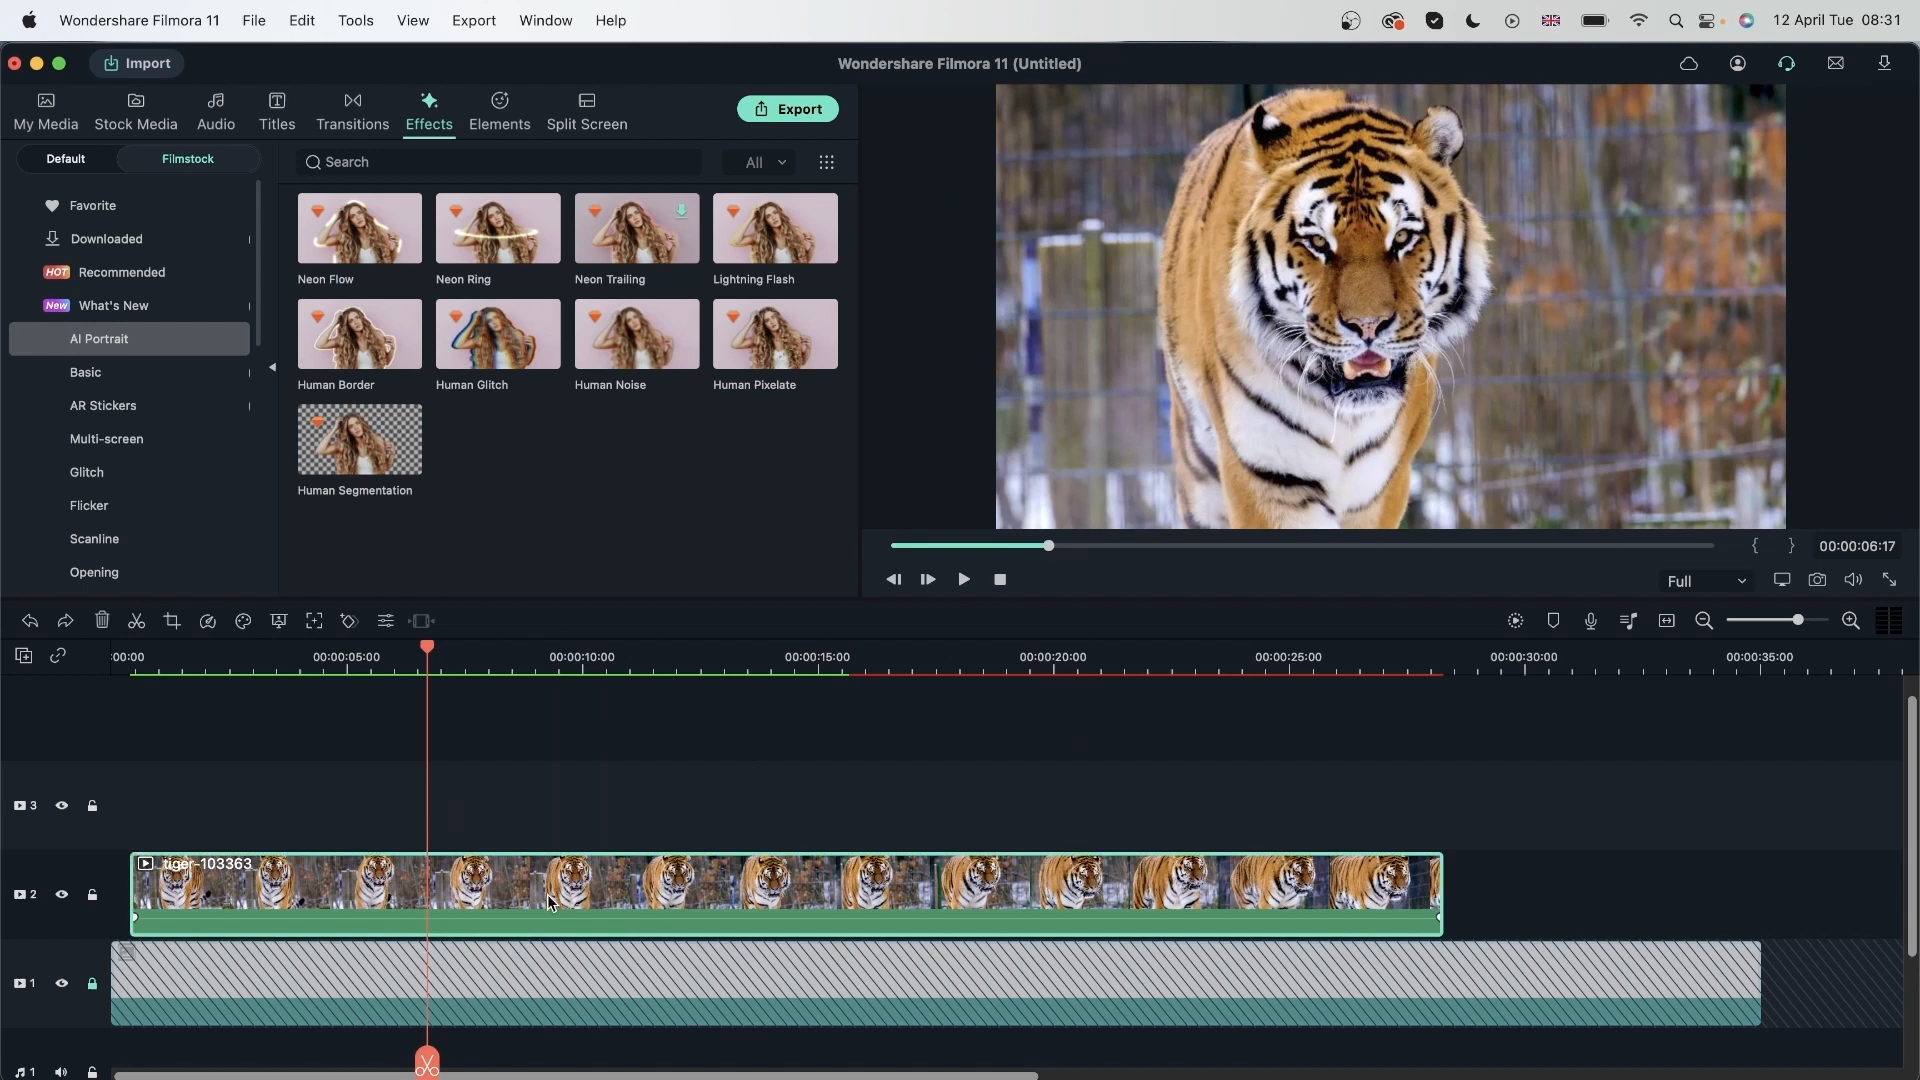 Wondershare Filmora 11 File Edit Tools View Export Window Help 12 April Tue 08:31
Import Wondershare Filmora 11 (Untitled)
My Media Stock Media Audio Titles Transitions Effects Elements Split Screen Export
Default Filmstock Search All
Favorite
Downloaded
HOT Recommended
New What's New
AI Portrait
Basic
AR Stickers
Multi-screen
Glitch
Flicker
Scanline
Opening
Neon Flow Neon Ring Neon Trailing Lightning Flash
Human Border Human Glitch Human Noise Human Pixelate
Human Segmentation
{ } 00:00:06:17
Full
:00:00 00:00:05:00 00:00:10:00 00:00:15:00 00:00:20:00 00:00:25:00 00:00:30:00 00:00:35:00
3
2 tiger-103363
1
1